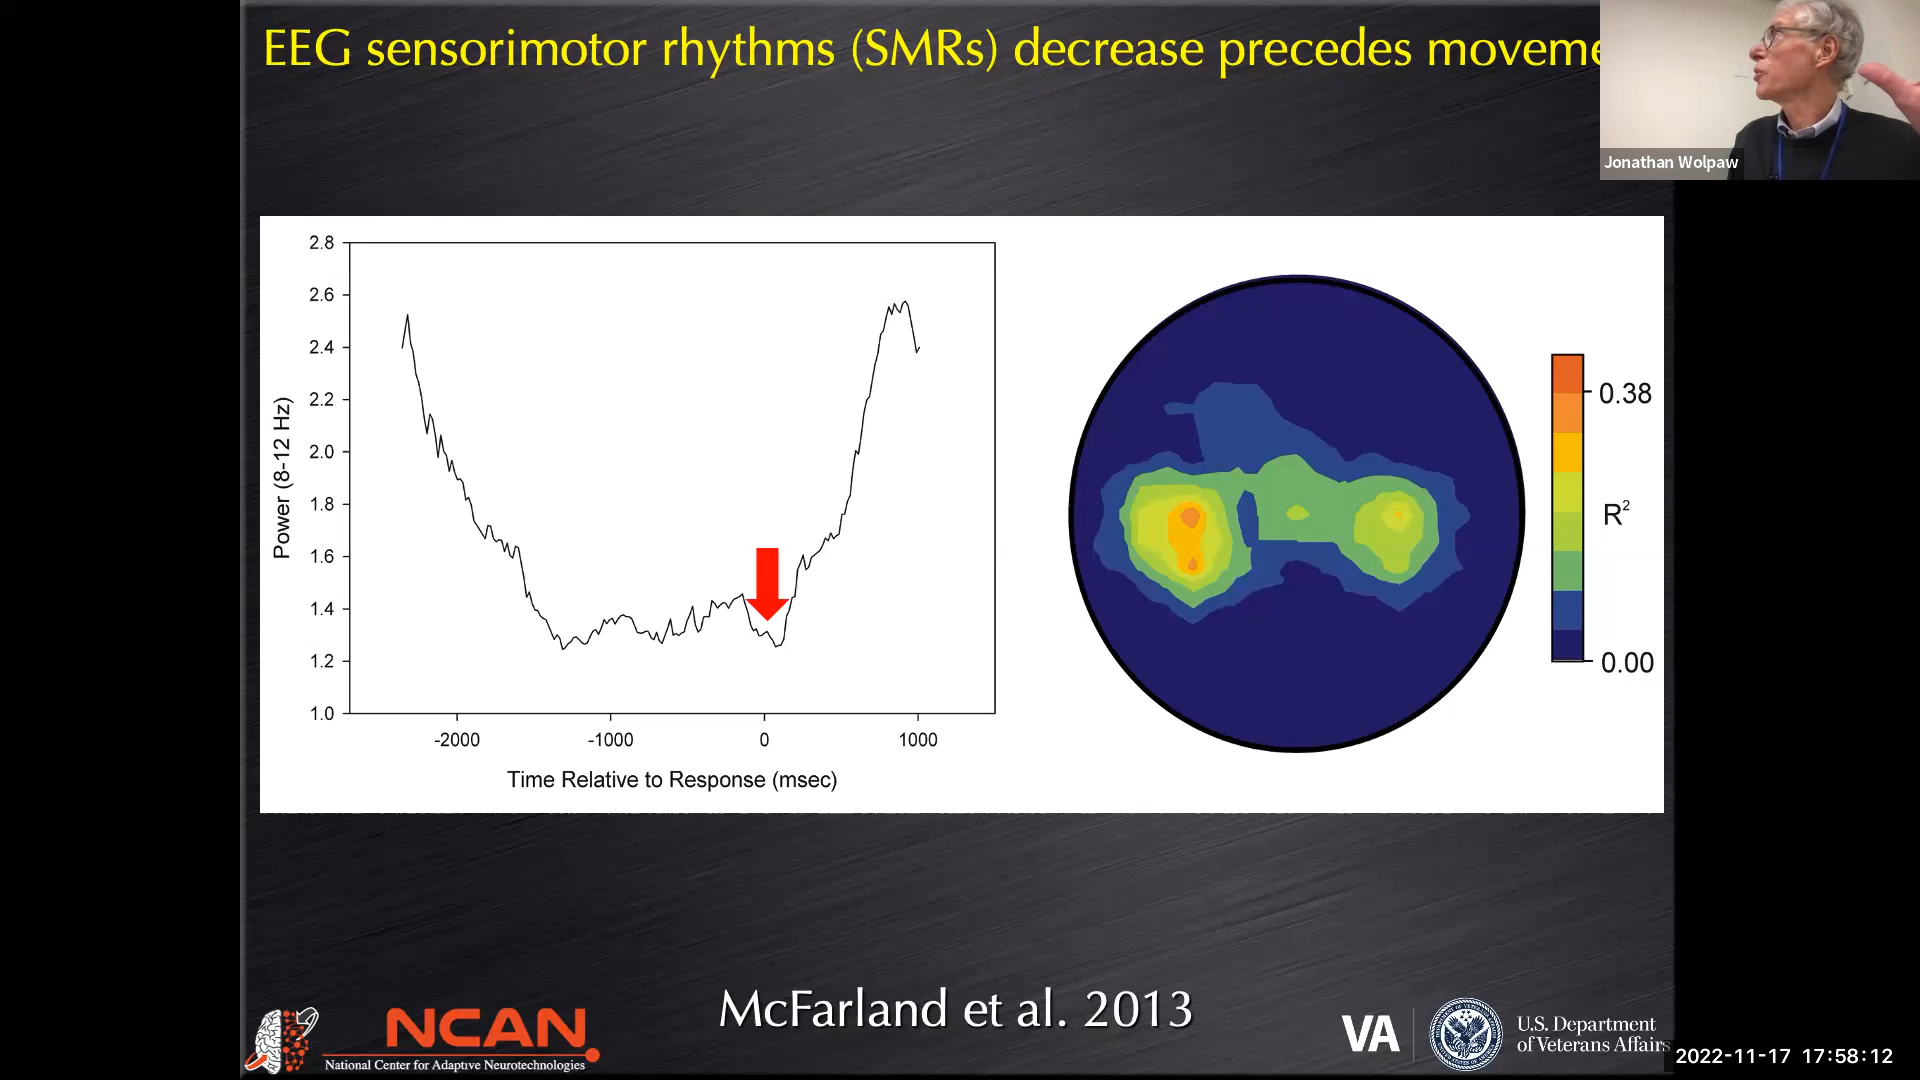 EEG sensorimotor rhythms (SMRs) decrease precedes moveme
Jonathan Wolpaw
2.8
2.6
2.4
2.2
2.0
1.8
1.6
1.4
1.2
1.0
Power (8-12 Hz)
-2000
-1000
0
1000
Time Relative to Response (msec)
0.38
R²
0.00
McFarland et al. 2013
NCAN
National Center for Adaptive Neurotechnologies
VA
U.S. Department
of Veterans Affairs
2022-11-17 17:58:12